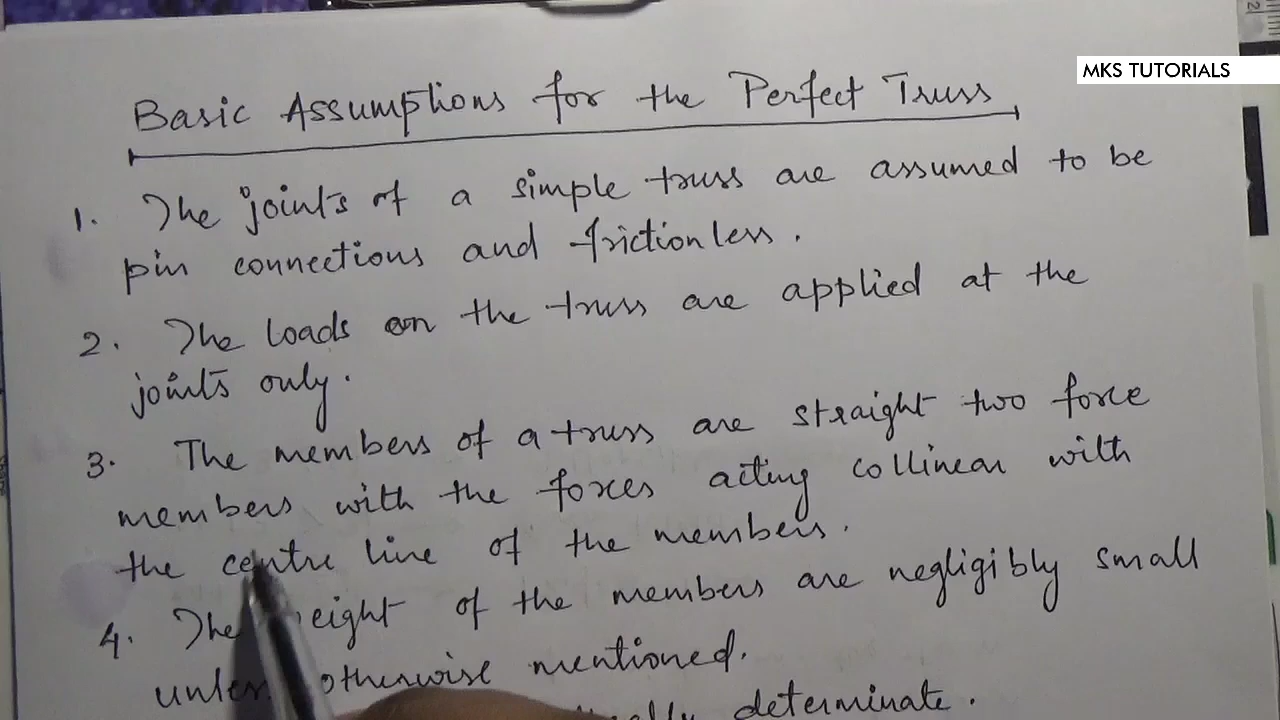 MKS TUTORIALS
Basic Assumptions for the Perfect Truss
1. The joints of a simple truss are assumed to be
pin connections and frictionless.
2. The loads on the truss are applied at the
joints only.
3. The members of a truss are straight two force
members with the forces acting collinear with
the centre line of the members.
4. The of the members are negligibly small
otherwise mentioned.
determinate.